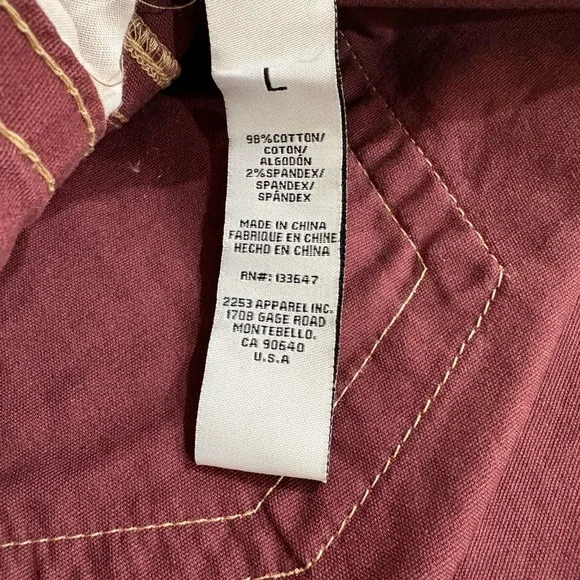 L
98%COTTON/
COTON/
ALGODÓN
2%SPANDEX/
SPANDEX/
SPANDEX
MADE IN CHINA
FABRIQUE EN CHINE
HECHO EN CHINA
RN#: 133647
2253 APPAREL INC.
1708 GAGE ROAD
MONTEBELLO.
CA 90640
U.S.A